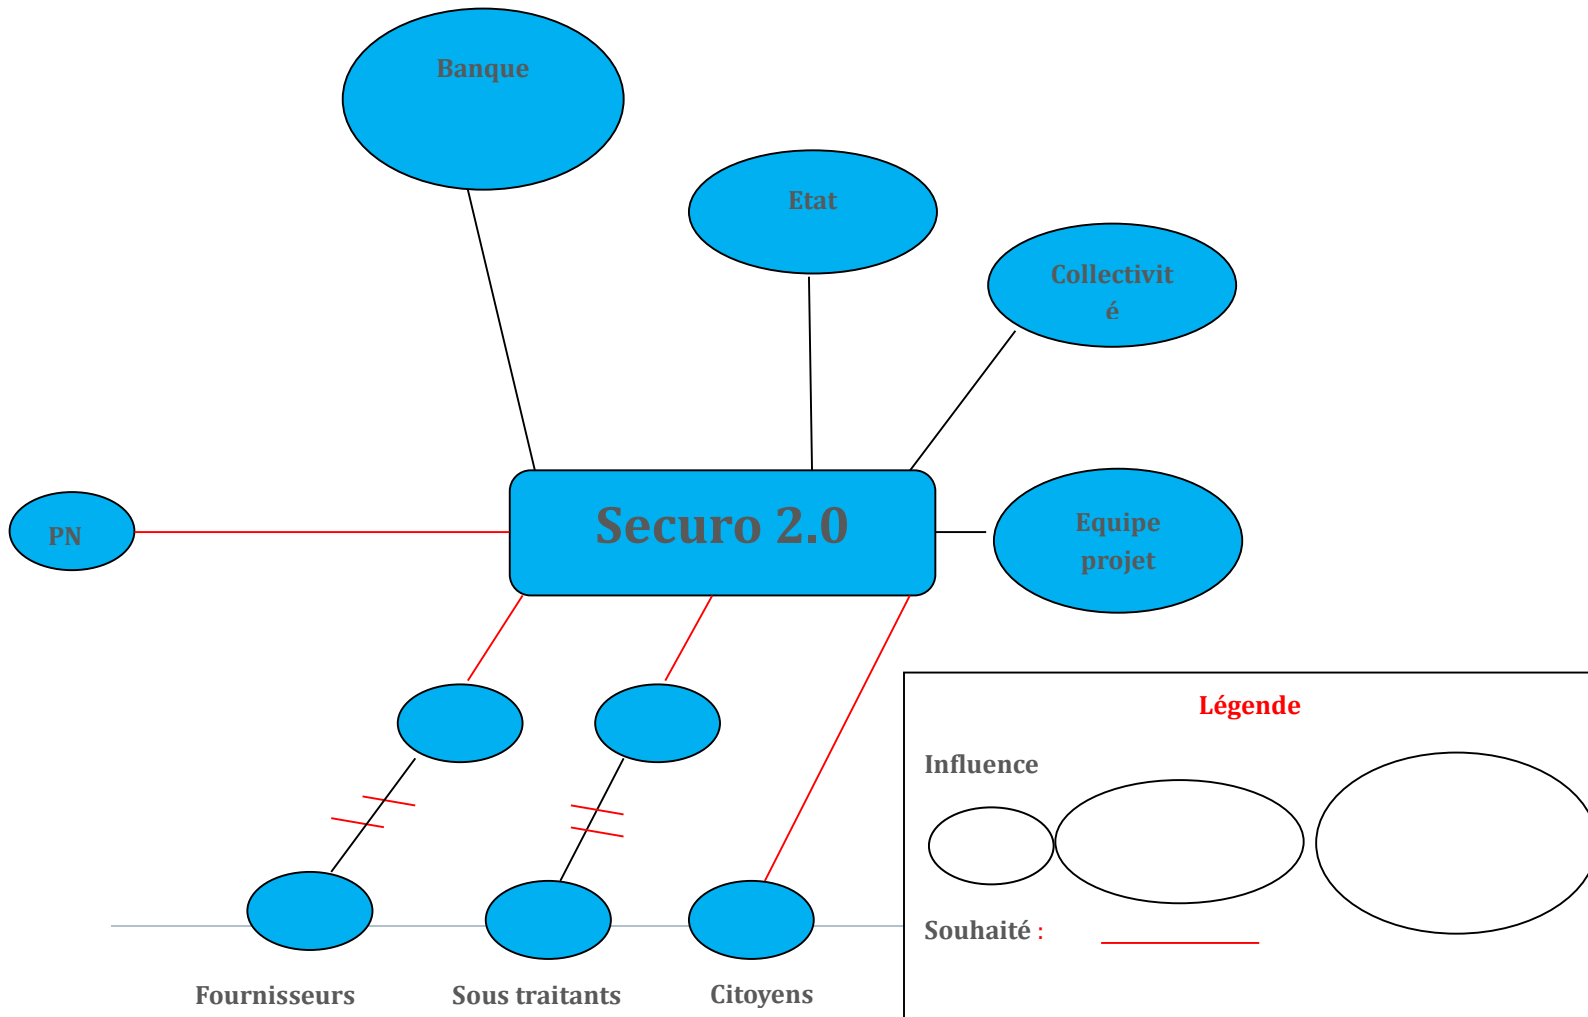 Banque
Etat
Collectivit
é
PN
Securo 2.0
Equipe
projet
Légende
Influence
Souhaité :
Fournisseurs
Sous traitants
Citoyens